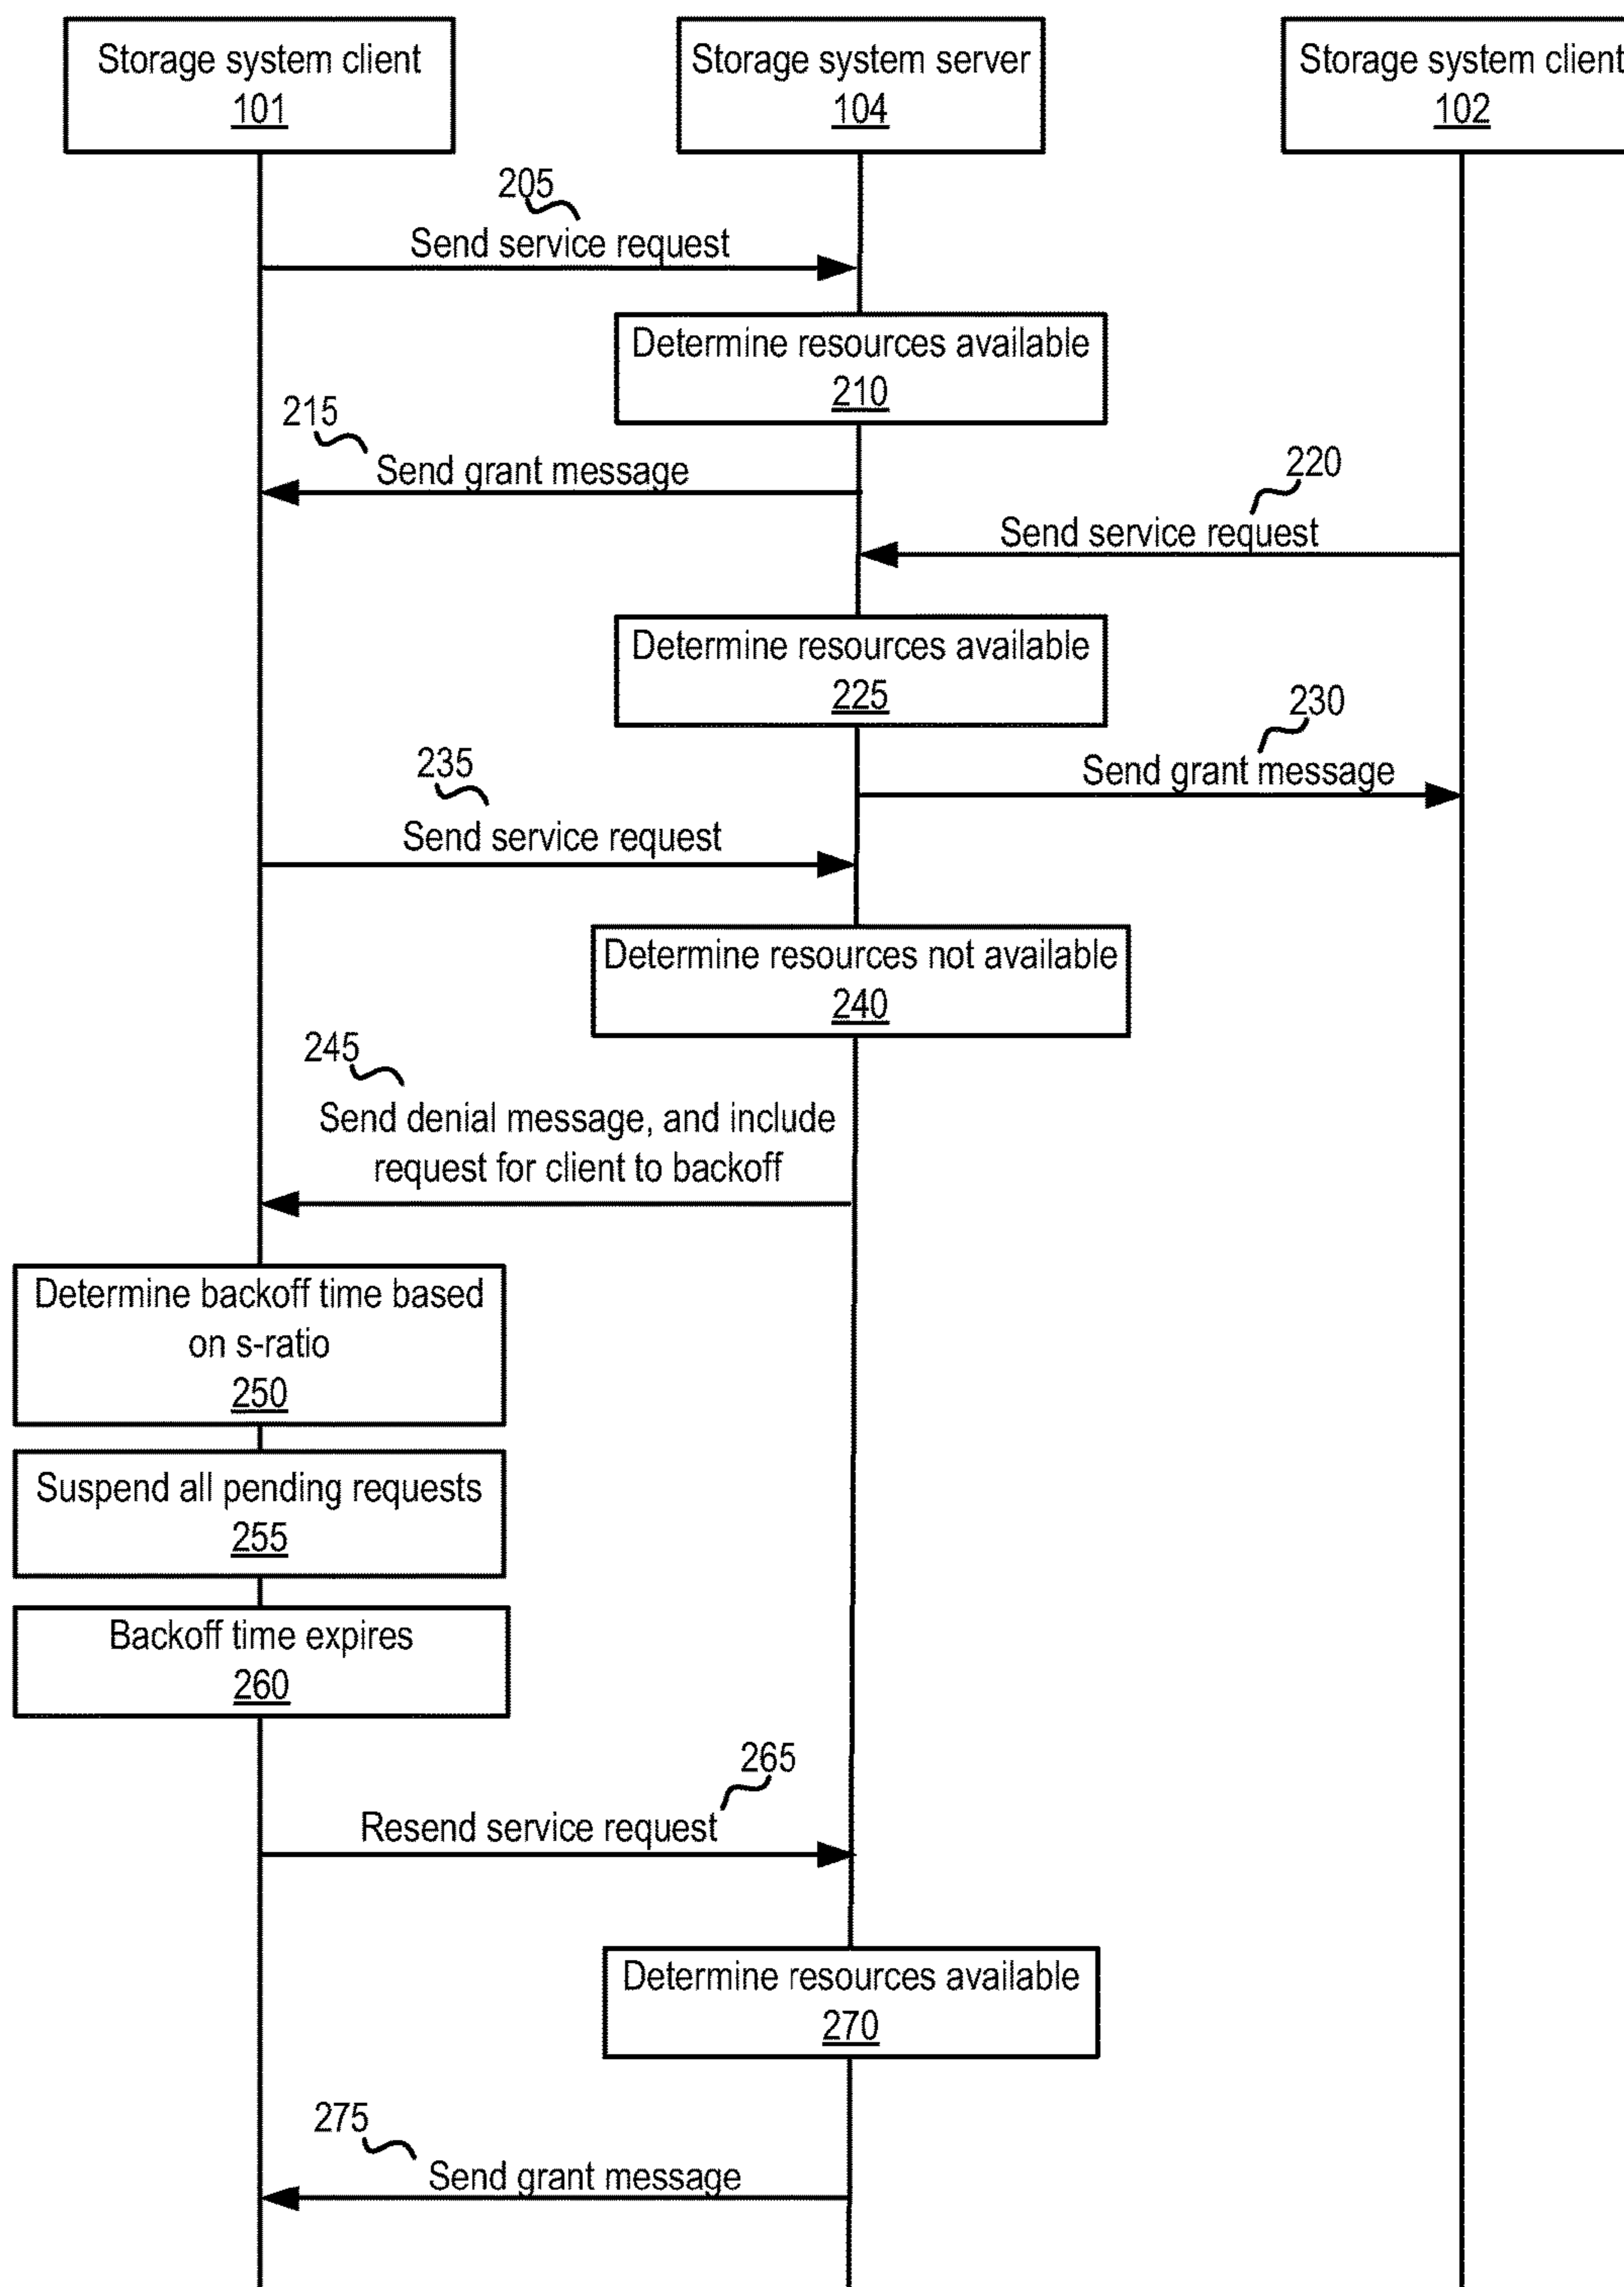 Storage system client
101
Storage system server
104
Storage system client
102
205
Send service request
Determine resources available
210
215
Send grant message
220
Send service request
Determine resources available
225
230
Send grant message
235
Send service request
Determine resources not available
240
245
Send denial message, and include
request for client to backoff
Determine backoff time based
on s-ratio
250
Suspend all pending requests
255
Backoff time expires
260
265
Resend service request
Determine resources available
270
275
Send grant message